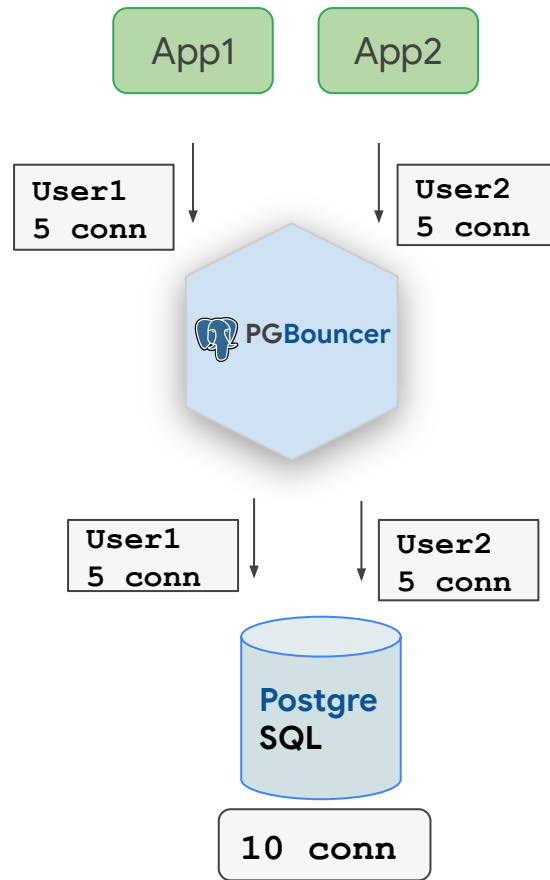 App1
App2
User1
5 conn
User2
5 conn
PGBouncer
User1
5 conn
User2
5 conn
Postgre
SQL
10 conn